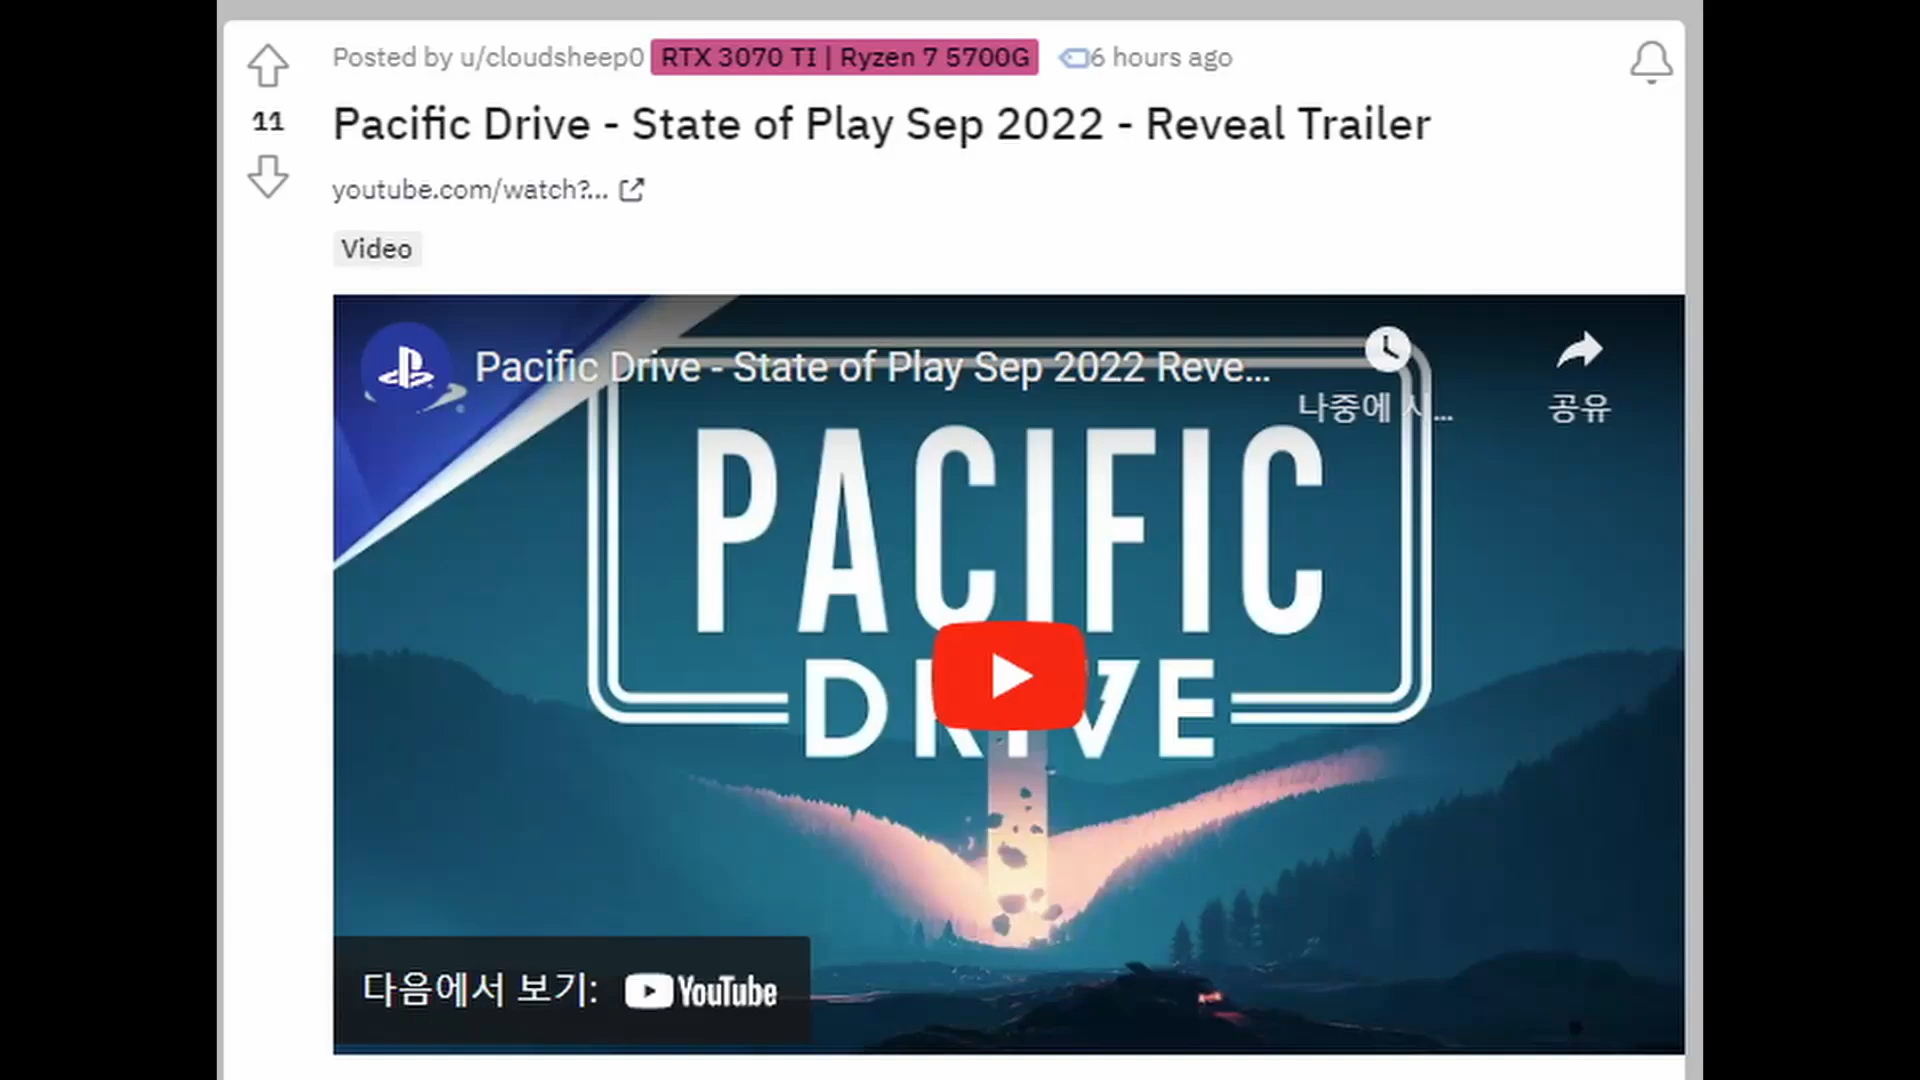 Posted by u/cloudsheep0 RTX 3070 TI | Ryzen 7 5700G 6 hours ago
11
Pacific Drive - State of Play Sep 2022 - Reveal Trailer
youtube.com/watch?...
Video
Pacific Drive - State of Play Sep 2022 Reve...
나중에 시...
공유
PACIFIC
DRIVE
다음에서 보기: YouTube